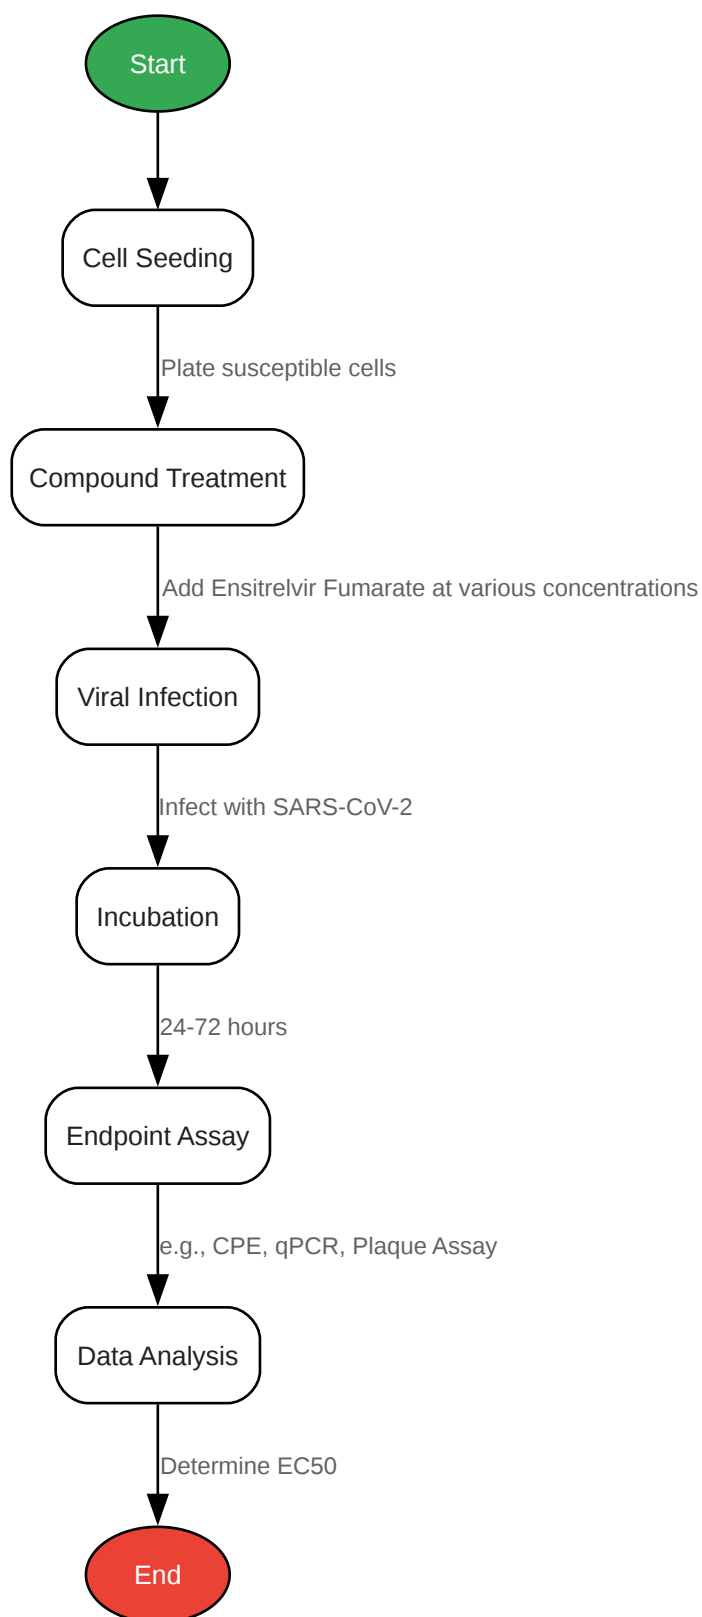 Start
Cell Seeding
Plate susceptible cells
Compound Treatment
Add Ensitrelvir Fumarate at various concentrations
Viral Infection
Infect with SARS-CoV-2
Incubation
24-72 hours
Endpoint Assay
e.g., CPE, qPCR, Plaque Assay
Data Analysis
Determine EC50
End